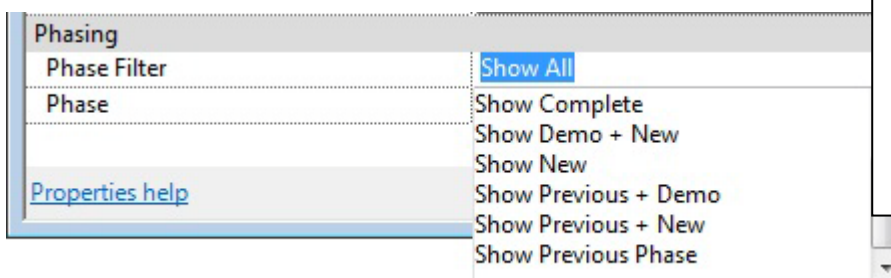 Phasing
Phase Filter Show All
Phase Show Complete
Show Demo + New
Show New
Properties help Show Previous + Demo
Show Previous + New
Show Previous Phase